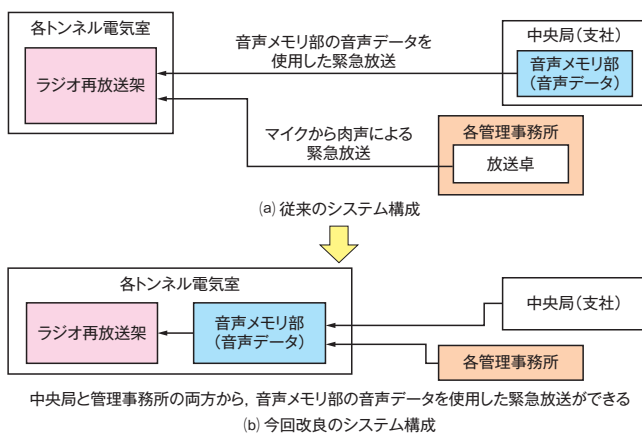 各トンネル電気室
ラジオ再放送架
音声メモリ部の音声データを
使用した緊急放送
中央局(支社)
音声メモリ部
(音声データ)
マイクから肉声による
緊急放送
各管理事務所
放送卓
(a) 従来のシステム構成
各トンネル電気室
ラジオ再放送架
音声メモリ部
(音声データ)
中央局(支社)
各管理事務所
中央局と管理事務所の両方から, 音声メモリ部の音声データを使用した緊急放送ができる
(b) 今回改良のシステム構成